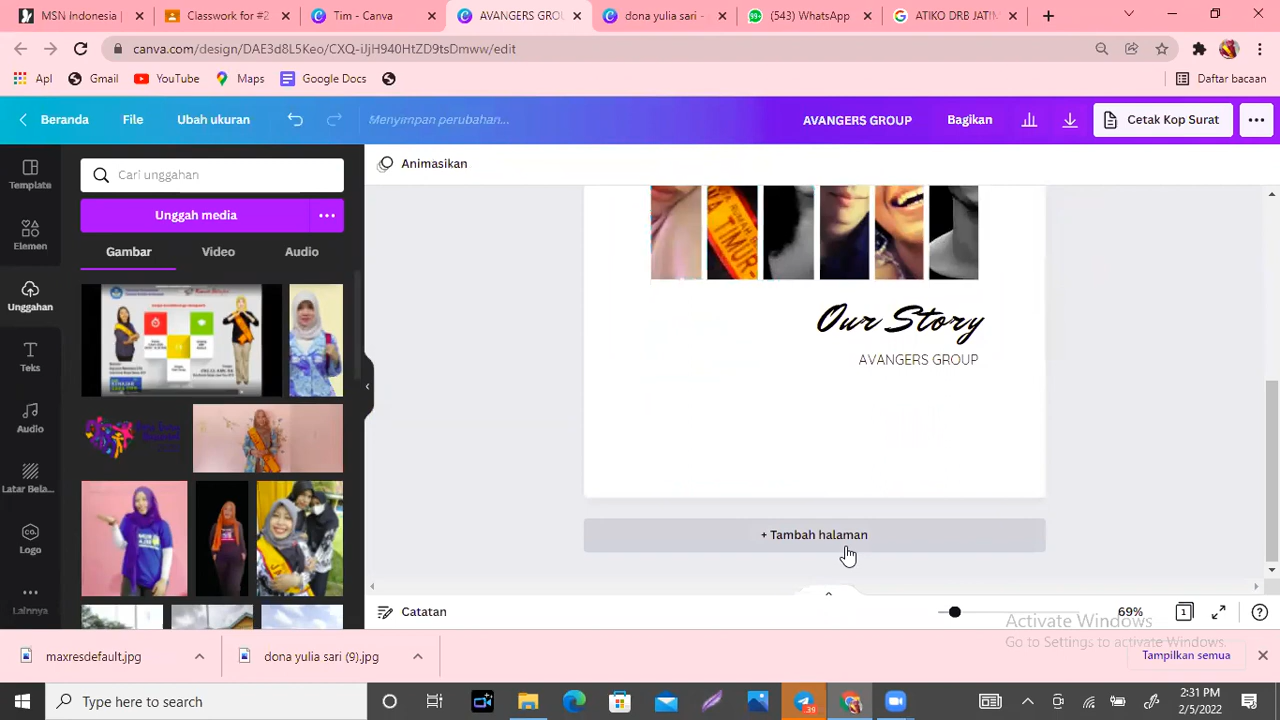 MSN Indonesia
Classwork for #2
Tim - Canva
AVANGERS GROU
dona yulia sari -
(543) WhatsApp
ATIKO DRB JATIM
canva.com/design/DAE3d8L5Keo/CXQ-iJjH940HtZD9tsDmww/edit
Apl
Gmail
YouTube
Maps
Google Docs
Daftar bacaan
Beranda
File
Ubah ukuran
Menyimpan perubahan...
AVANGERS GROUP
Bagikan
Cetak Kop Surat
Template
Elemen
Unggahan
Teks
Audio
Latar Bela...
Logo
Lainnya
Cari unggahan
Unggah media
Gambar
Video
Audio
Animasikan
Our Story
AVANGERS GROUP
+ Tambah halaman
Catatan
69%
1
Activate Windows
Go to Settings to activate Windows.
maxresdefault.jpg
dona yulia sari (9).jpg
Tampilkan semua
Type here to search
39
2:31 PM
2/5/2022